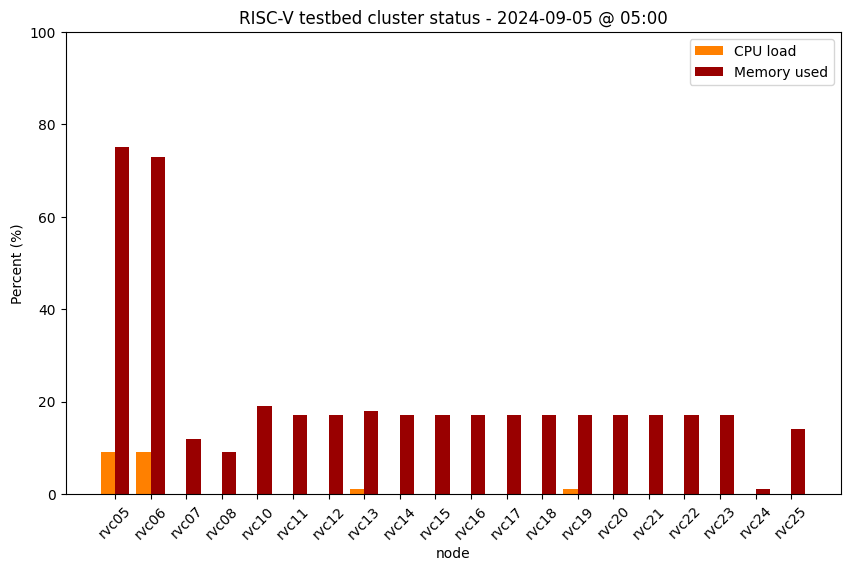 RISC-V testbed cluster status - 2024-09-05 @ 05:00
CPU load
Memory used
Percent (%)
100
80
60
40
20
0
rvc05
rvc06
rvc07
rvc08
rvc10
rvc11
rvc12
rvc13
rvc14
rvc15
rvc16
rvc17
rvc18
rvc19
rvc20
rvc21
rvc22
rvc23
rvc24
rvc25
node